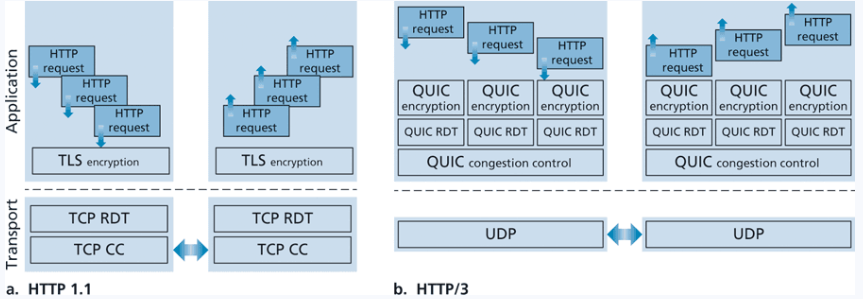 Application
HTTP
request
HTTP
request
HTTP
request
TLS encryption
HTTP
request
HTTP
request
HTTP
request
TLS encryption
Transport
TCP RDT
TCP CC
TCP RDT
TCP CC
a. HTTP 1.1
HTTP
request
HTTP
request
HTTP
request
QUIC
encryption
QUIC
encryption
QUIC
encryption
QUIC RDT
QUIC RDT
QUIC RDT
QUIC congestion control
HTTP
request
HTTP
request
HTTP
request
QUIC
encryption
QUIC
encryption
QUIC
encryption
QUIC RDT
QUIC RDT
QUIC RDT
QUIC congestion control
UDP
UDP
b. HTTP/3